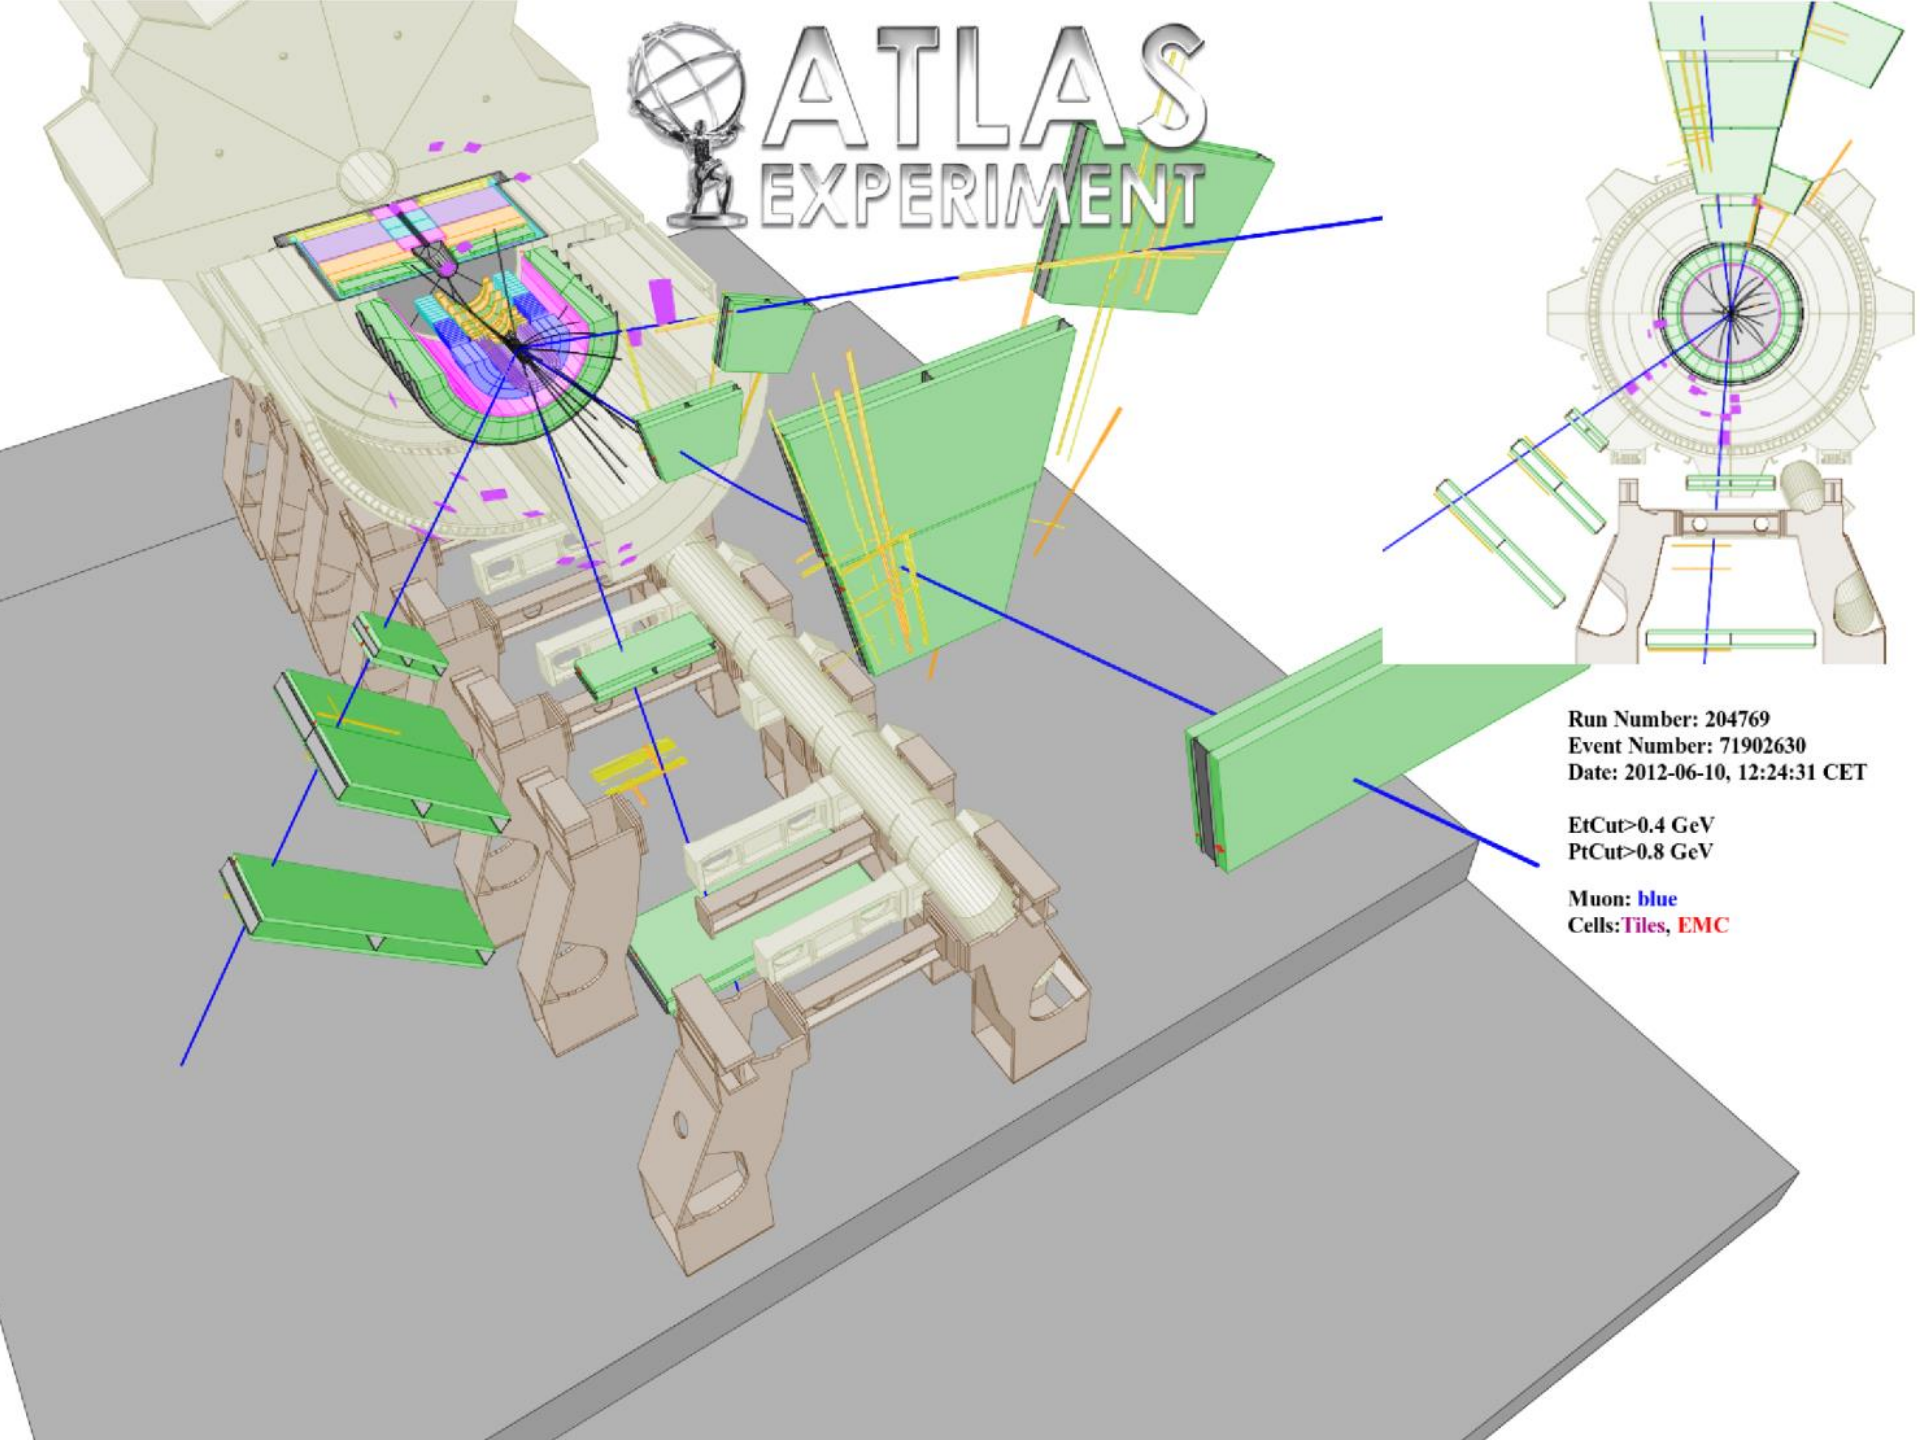 ATLAS
EXPERIMENT
Run Number: 204769
Event Number: 71902630
Date: 2012-06-10, 12:24:31 CET
EtCut>0.4 GeV
PtCut>0.8 GeV
Muon: blue
Cells:Tiles, EMC